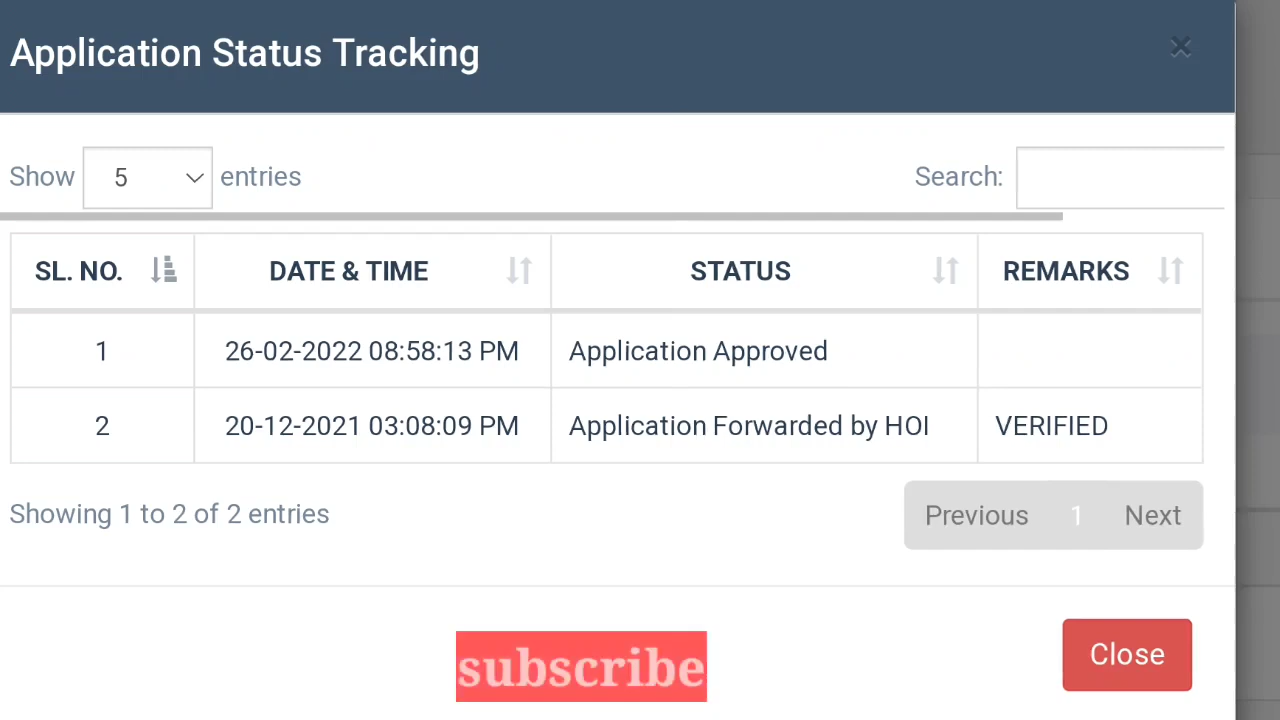 Application Status Tracking ×
Show 5 entries Search:
SL. NO. DATE & TIME STATUS REMARKS
1 26-02-2022 08:58:13 PM Application Approved
2 20-12-2021 03:08:09 PM Application Forwarded by HOI VERIFIED
Showing 1 to 2 of 2 entries Previous 1 Next
subscribe Close